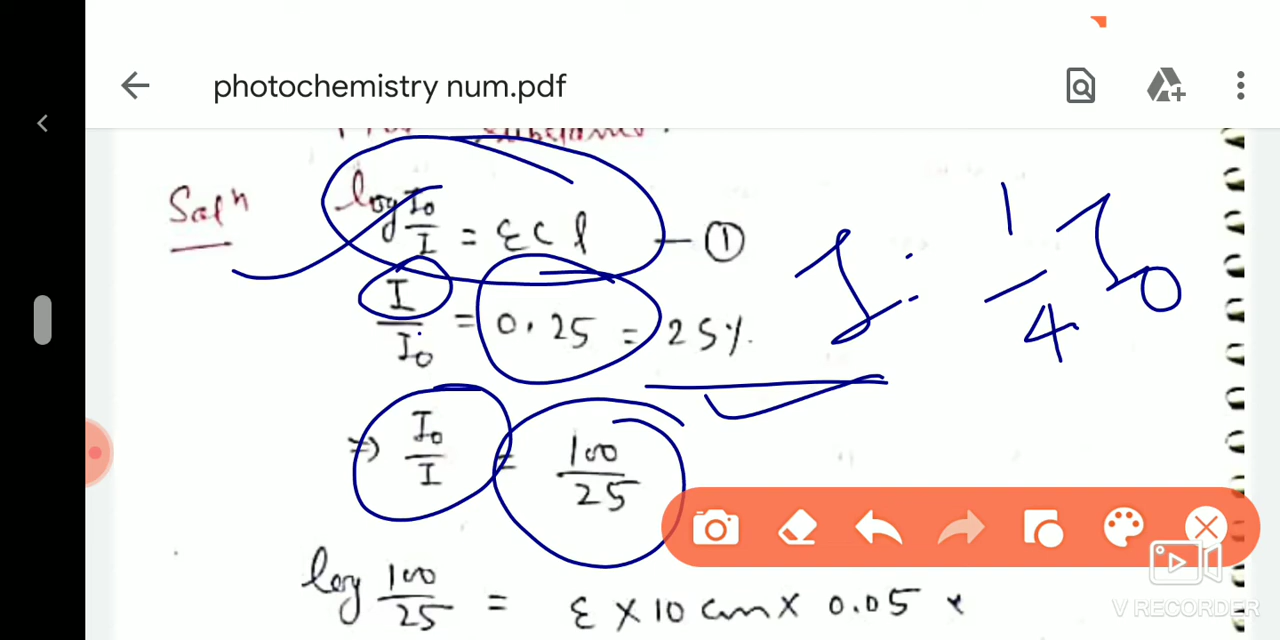 photochemistry num.pdf
Solⁿ log I₀/I = εcl — ①
I/I₀ = 0.25 = 25%.
I = 1/4 I₀
⇒ I₀/I = 100/25
log 100/25 = ε × 10 cm × 0.05 ×
V RECORDER